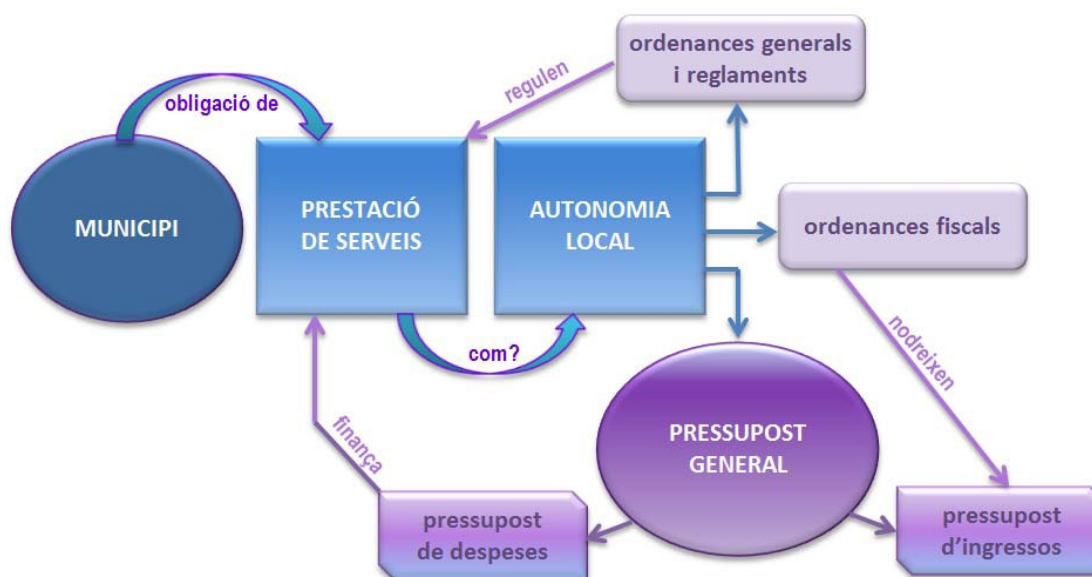 ordenances generals
i reglaments
regulen
obligació de
MUNICIPI
PRESTACIÓ
DE SERVEIS
AUTONOMIA
LOCAL
ordenances fiscals
com?
nodreixen
finança
PRESSUPOST
GENERAL
pressupost
de despeses
pressupost
d’ingressos